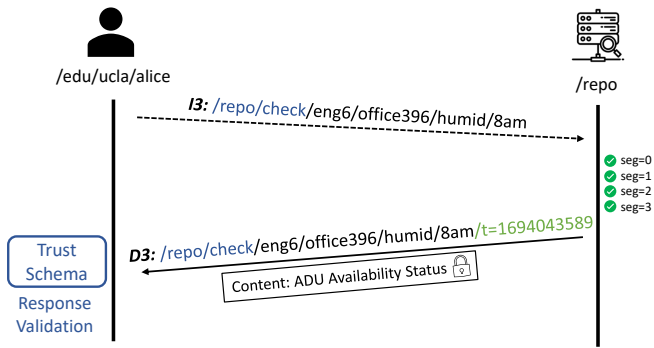 /edu/ucla/alice
/repo
I3: /repo/check/eng6/office396/humid/8am
seg=0
seg=1
seg=2
seg=3
D3: /repo/check/eng6/office396/humid/8am/t=1694043589
Content: ADU Availability Status
Trust
Schema
Response
Validation